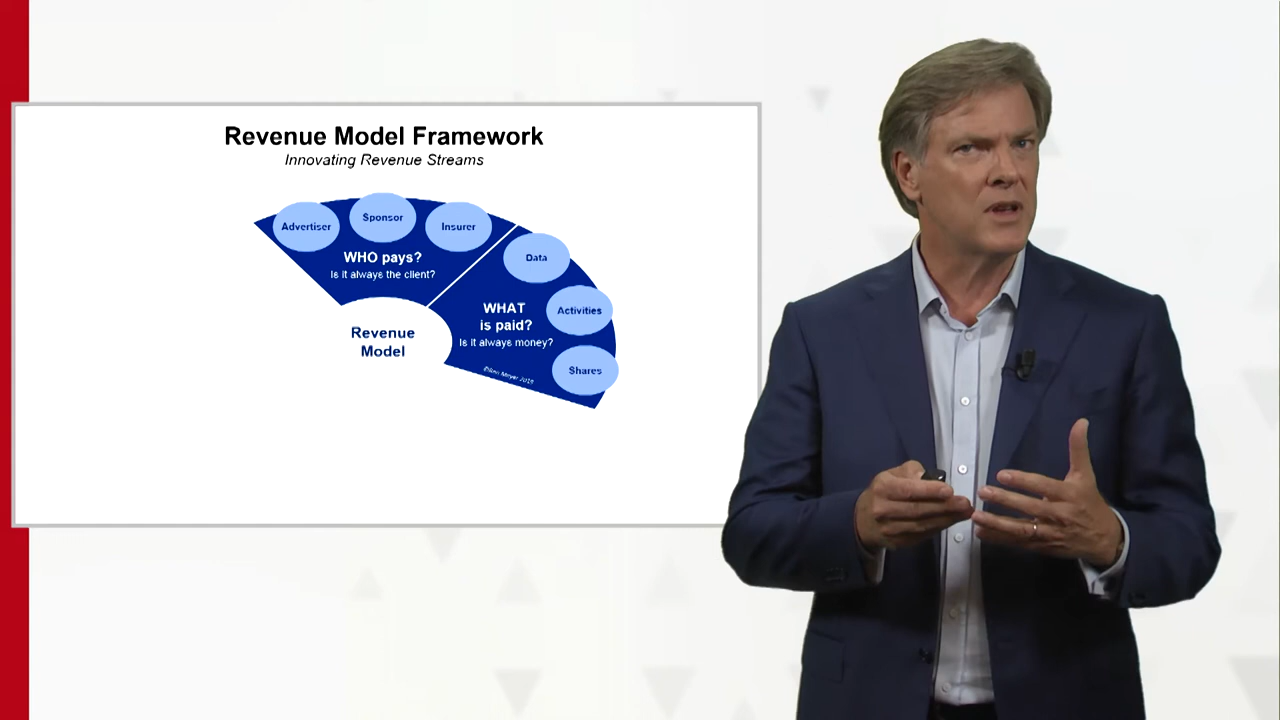 Revenue Model Framework
Innovating Revenue Streams
Advertiser
Sponsor
Insurer
WHO pays?
Is it always the client?
Data
WHAT
is paid?
Is it always money?
Activities
Shares
Revenue
Model
Meyer